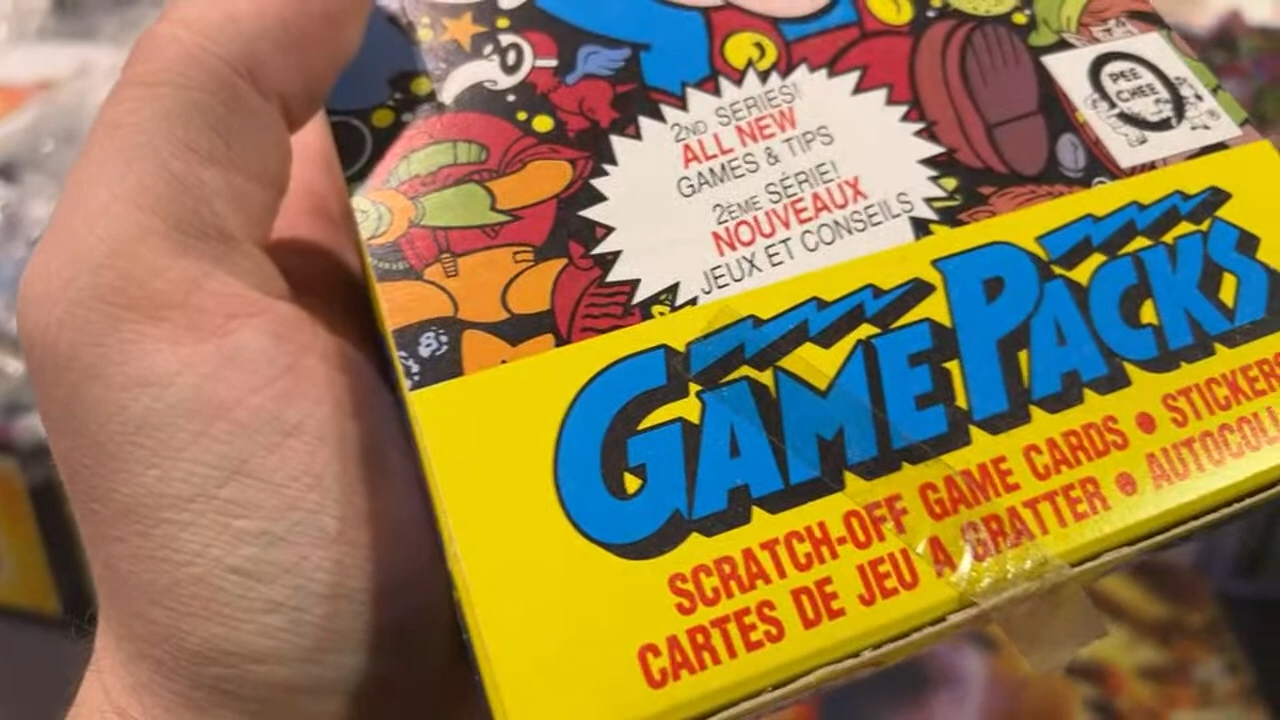 2ND SERIES!
ALL NEW
GAMES & TIPS
2ÈME SÉRIE!
NOUVEAUX
JEUX ET CONSEILS
O
PEE
CHEE
GAME PACKS
SCRATCH-OFF GAME CARDS • STICKERS
CARTES DE JEU A GRATTER •